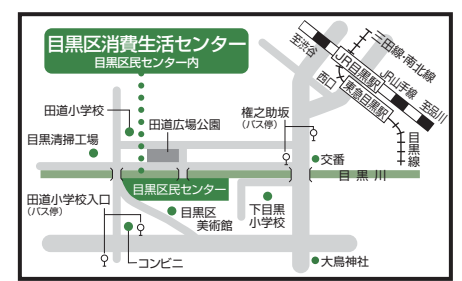 目黒区消費生活センター
目黒区民センター内
至渋谷
三田線・南北線
JR目黒駅
JR山手線
西口
東急目黒駅
至品川
目黒線
田道小学校
田道広場公園
権之助坂
(バス停)
目黒清掃工場
交番
目黒川
田道小学校入口
(バス停)
目黒区民センター
目黒区
美術館
下目黒
小学校
コンビニ
大鳥神社